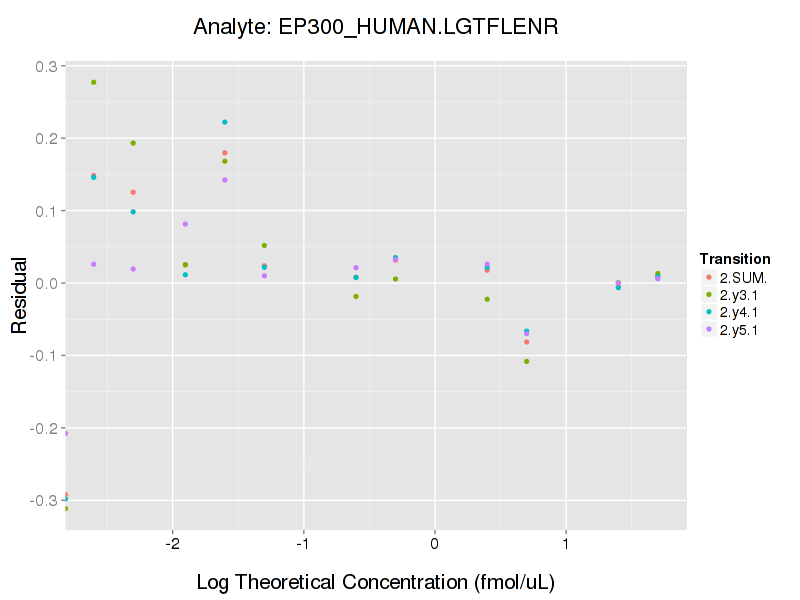 Analyte: EP300_HUMAN.LGTFLENR
0.3
0.2
0.1
0.0
-0.1
-0.2
-0.3
Residual
-2 -1 0 1
Log Theoretical Concentration (fmol/uL)
Transition
2.SUM.
2.y3.1
2.y4.1
2.y5.1